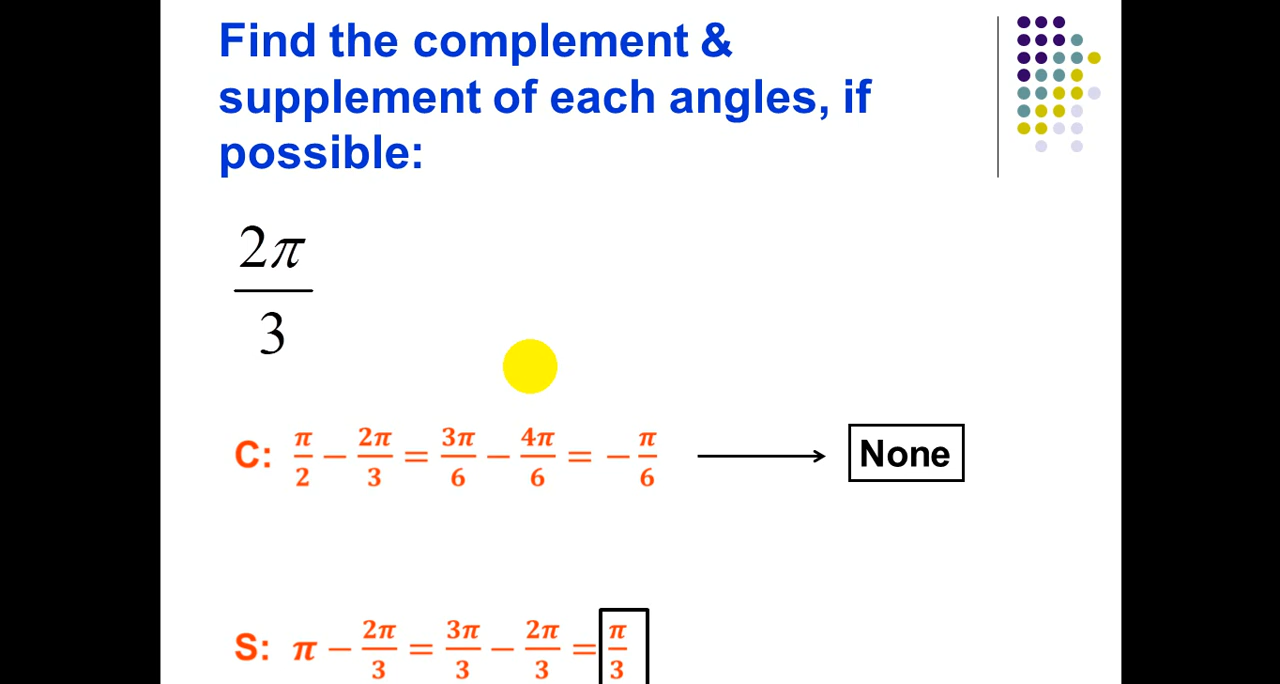 Find the complement &
supplement of each angles, if
possible:
2π/3
C: π/2 − 2π/3 = 3π/6 − 4π/6 = −π/6 → None
S: π − 2π/3 = 3π/3 − 2π/3 = π/3